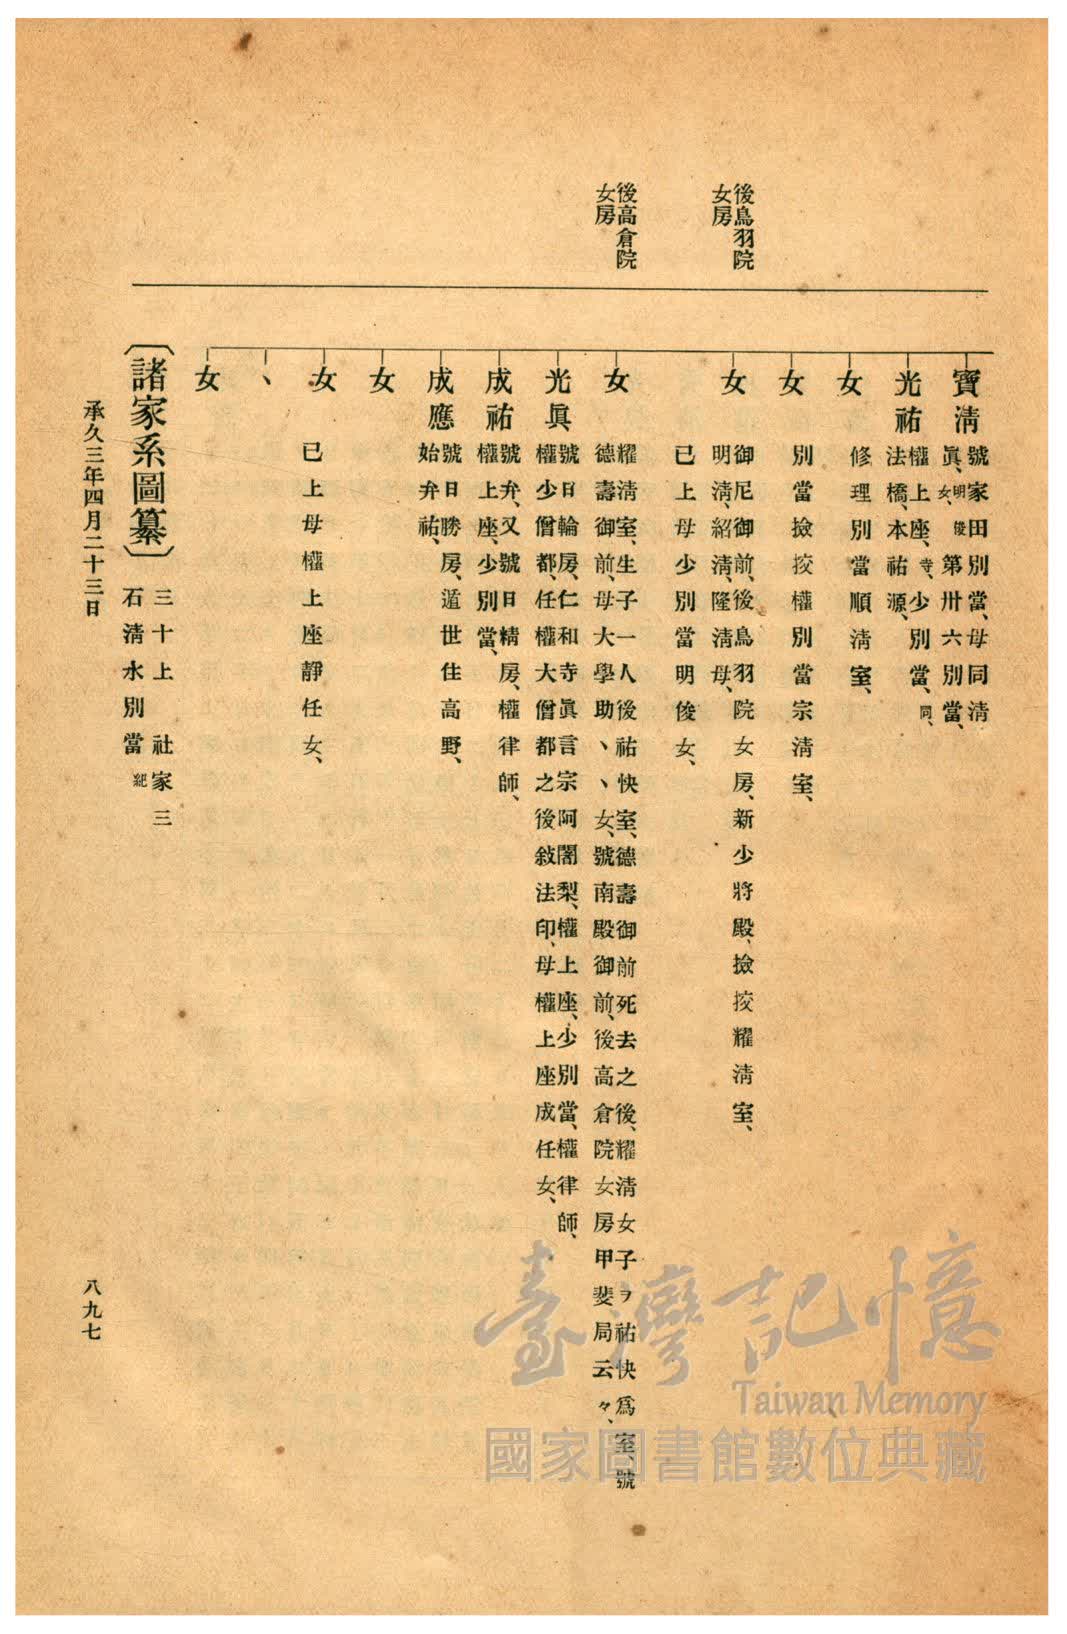 後鳥羽院
女房
後高倉院
女房
寶淸
號家田別當、母同淸
眞、明俊女、第卅六別當、
光祐
權上座、寺、少別當、同、
法橋、本祐源、
女
修理別當順淸室、
女
別當撿挍權別當宗淸室、
女
御尼御前、後鳥羽院女房、新少將殿、撿挍耀淸室、
明淸、紹淸、隆淸母、
已上母少別當明俊女、
女
耀淸室、生子一人後祐快室、德壽御前死去之後、耀淸女子ヲ祐快爲室、號
德壽御前、母大學助、、女、號南殿御前、後高倉院女房甲斐局云々、
光眞
號日輪房、仁和寺眞言宗阿闍梨、權上座、少別當、權律師、
權少僧都、任權大僧都之後敍法印、母權上座成任女、
成祐
號弁、又號日精房、權律師、
權上座、少別當、
成應
號日勝房、遁世住高野、
始弁祐、
女
女
已上母權上座靜任女、
、
女
〔諸家系圖纂〕
三十上 社家三
石淸水別當 紀
承久三年四月二十三日
八九七
臺灣記憶
Taiwan Memory
國家圖書館數位典藏